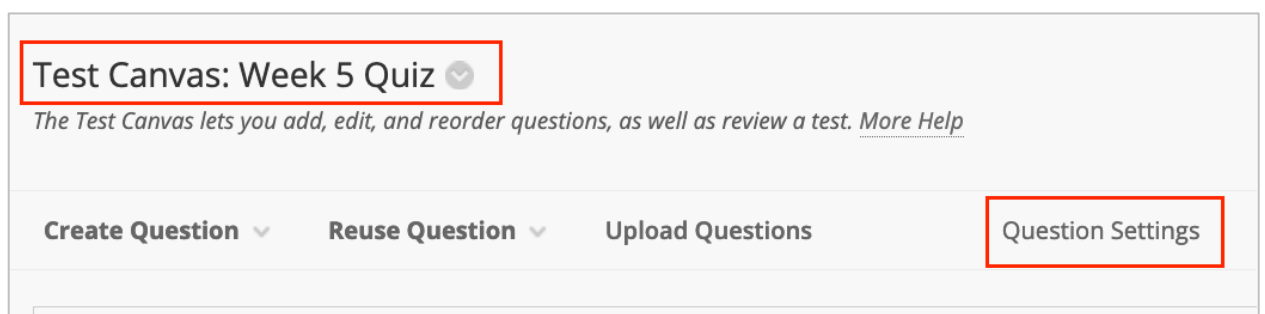 Test Canvas: Week 5 Quiz
The Test Canvas lets you add, edit, and reorder questions, as well as review a test. More Help
Create Question Reuse Question Upload Questions Question Settings